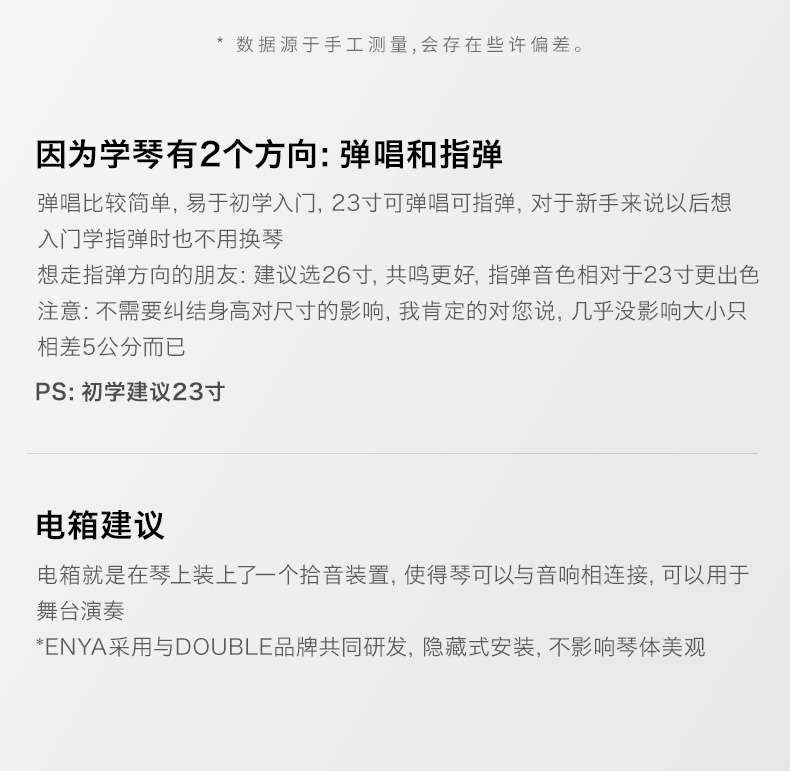 * 数据源于手工测量,会存在些许偏差。
因为学琴有2个方向: 弹唱和指弹
弹唱比较简单, 易于初学入门, 23寸可弹唱可指弹, 对于新手来说以后想
入门学指弹时也不用换琴
想走指弹方向的朋友: 建议选26寸, 共鸣更好, 指弹音色相对于23寸更出色
注意: 不需要纠结身高对尺寸的影响, 我肯定的对您说, 几乎没影响大小只
相差5公分而已
PS: 初学建议23寸
电箱建议
电箱就是在琴上装上了一个拾音装置, 使得琴可以与音响相连接, 可以用于
舞台演奏
*ENYA采用与DOUBLE品牌共同研发, 隐藏式安装, 不影响琴体美观